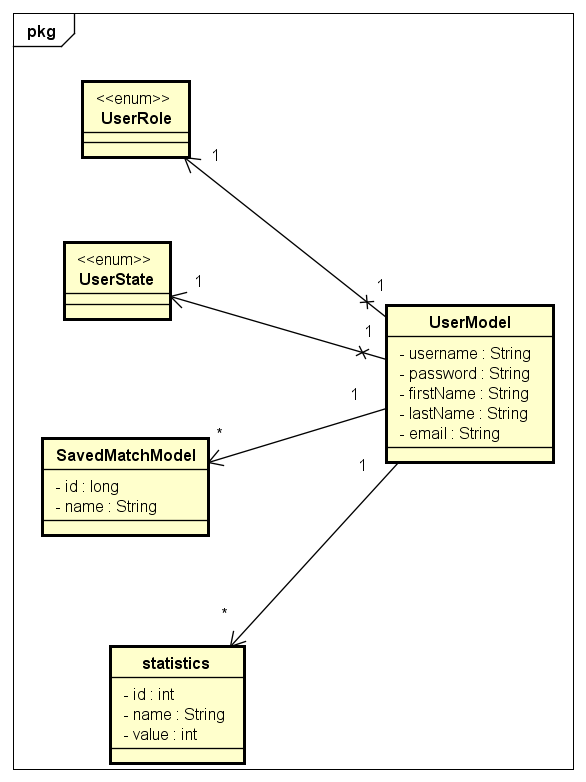 pkg
<<enum>>
UserRole
1
1
<<enum>>
UserState
1
1
UserModel
- username : String
- password : String
- firstName : String
- lastName : String
- email : String
1
*
SavedMatchModel
- id : long
- name : String
1
*
statistics
- id : int
- name : String
- value : int